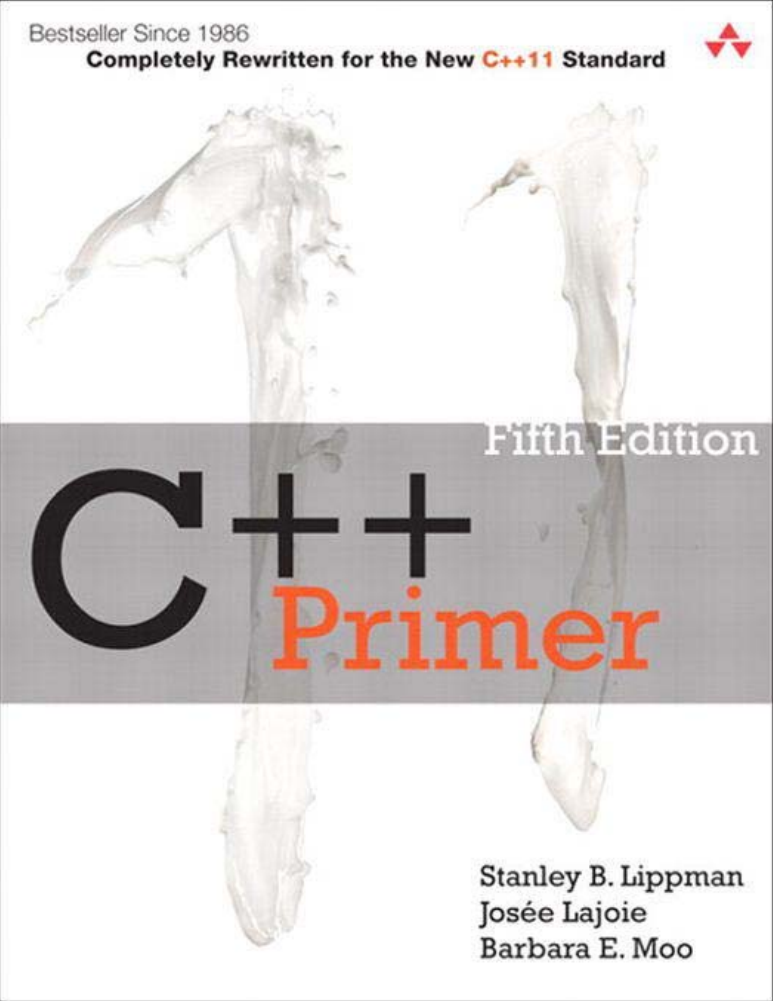 Bestseller Since 1986
Completely Rewritten for the New C++11 Standard
Fifth Edition
C++
Primer
Stanley B. Lippman
Josée Lajoie
Barbara E. Moo